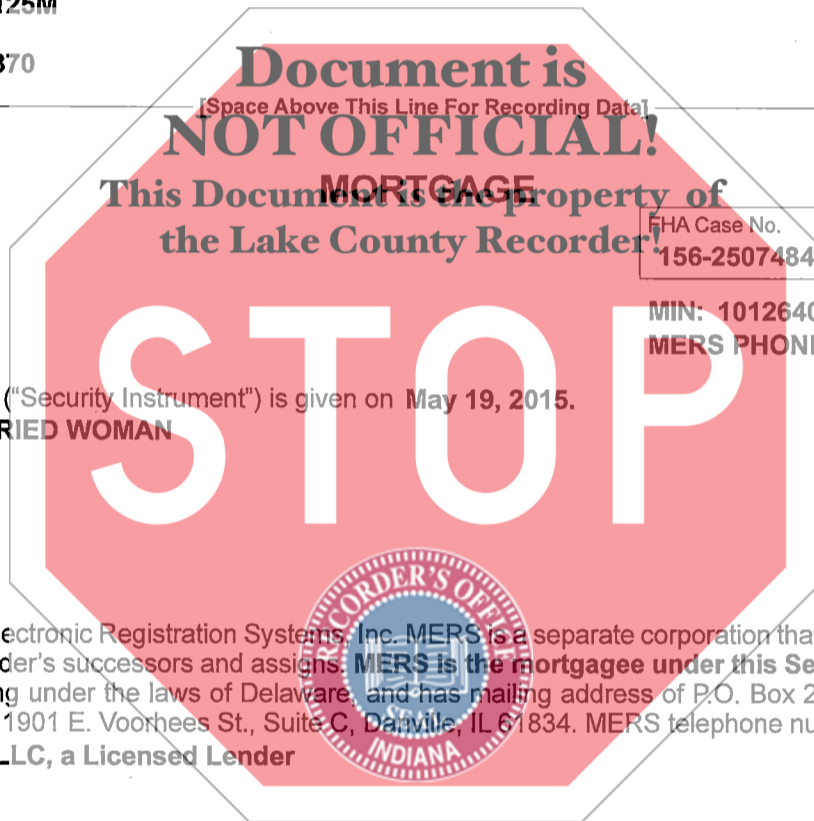 125M
370
Document is
[Space Above This Line For Recording Data]
NOT OFFICIAL!
MORTGAGE
This Document is the property of
the Lake County Recorder!
FHA Case No.
156-2507484
MIN: 1012640
MERS PHON
STOP
("Security Instrument") is given on May 19, 2015.
RIED WOMAN
RECORDER'S OFFICE
ectronic Registration Systems, Inc. MERS is a separate corporation tha
der's successors and assigns. MERS is the mortgagee under this Se
ng under the laws of Delaware, and has mailing address of P.O. Box 2
1901 E. Voorhees St., Suite C, Danville, IL 61834. MERS telephone nu
LLC, a Licensed Lender
SEAL
INDIANA